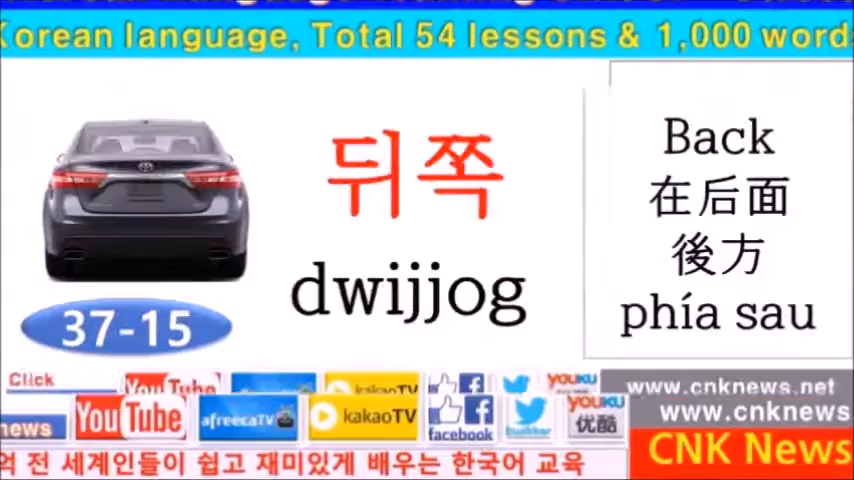 Korean language, Total 54 lessons & 1,000 words
뒤쪽
dwijjog
37-15
Back
在后面
後方
phía sau
Click
YouTube
kakaoTV
YOUKU
www.cnknews.net
news
YouTube
afreecaTV
kakaoTV
facebook
Twitter
YOUKU
优酷
www.cnknews
CNK News
억 전 세계인들이 쉽고 재미있게 배우는 한국어 교육